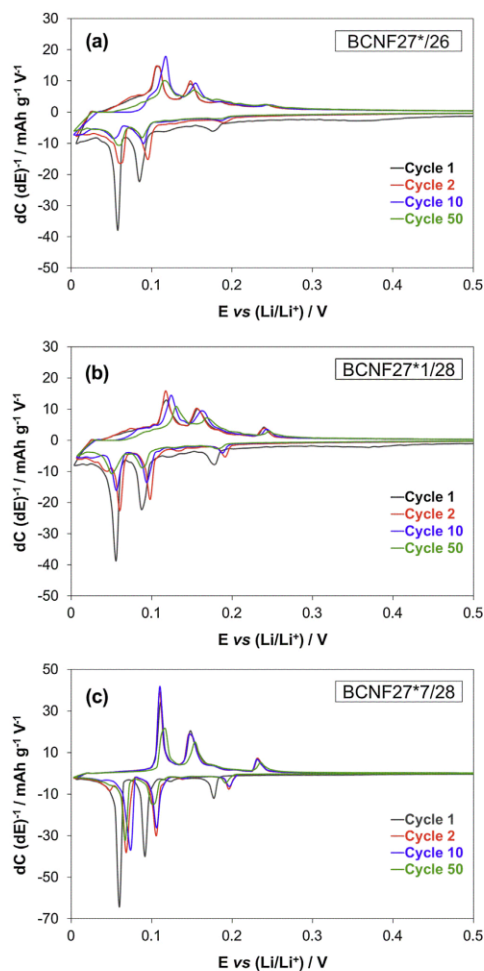 (a)
BCNF27*/26
dC (dE)⁻¹ / mAh g⁻¹ V⁻¹
30
20
10
0
-10
-20
-30
-40
-50
Cycle 1
Cycle 2
Cycle 10
Cycle 50
0
0.1
0.2
0.3
0.4
0.5
E vs (Li/Li⁺) / V
(b)
BCNF27*1/28
dC (dE)⁻¹ / mAh g⁻¹ V⁻¹
30
20
10
0
-10
-20
-30
-40
-50
Cycle 1
Cycle 2
Cycle 10
Cycle 50
0
0.1
0.2
0.3
0.4
0.5
E vs (Li/Li⁺) / V
(c)
BCNF27*7/28
dC (dE)⁻¹ / mAh g⁻¹ V⁻¹
50
30
10
-10
-30
-50
-70
Cycle 1
Cycle 2
Cycle 10
Cycle 50
0
0.1
0.2
0.3
0.4
0.5
E vs (Li/Li⁺) / V